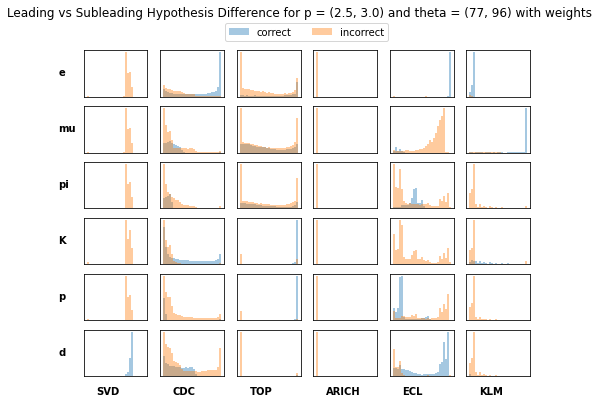 Leading vs Subleading Hypothesis Difference for p = (2.5, 3.0) and theta = (77, 96) with weights
correct incorrect
e
mu
pi
K
p
d
SVD CDC TOP ARICH ECL KLM